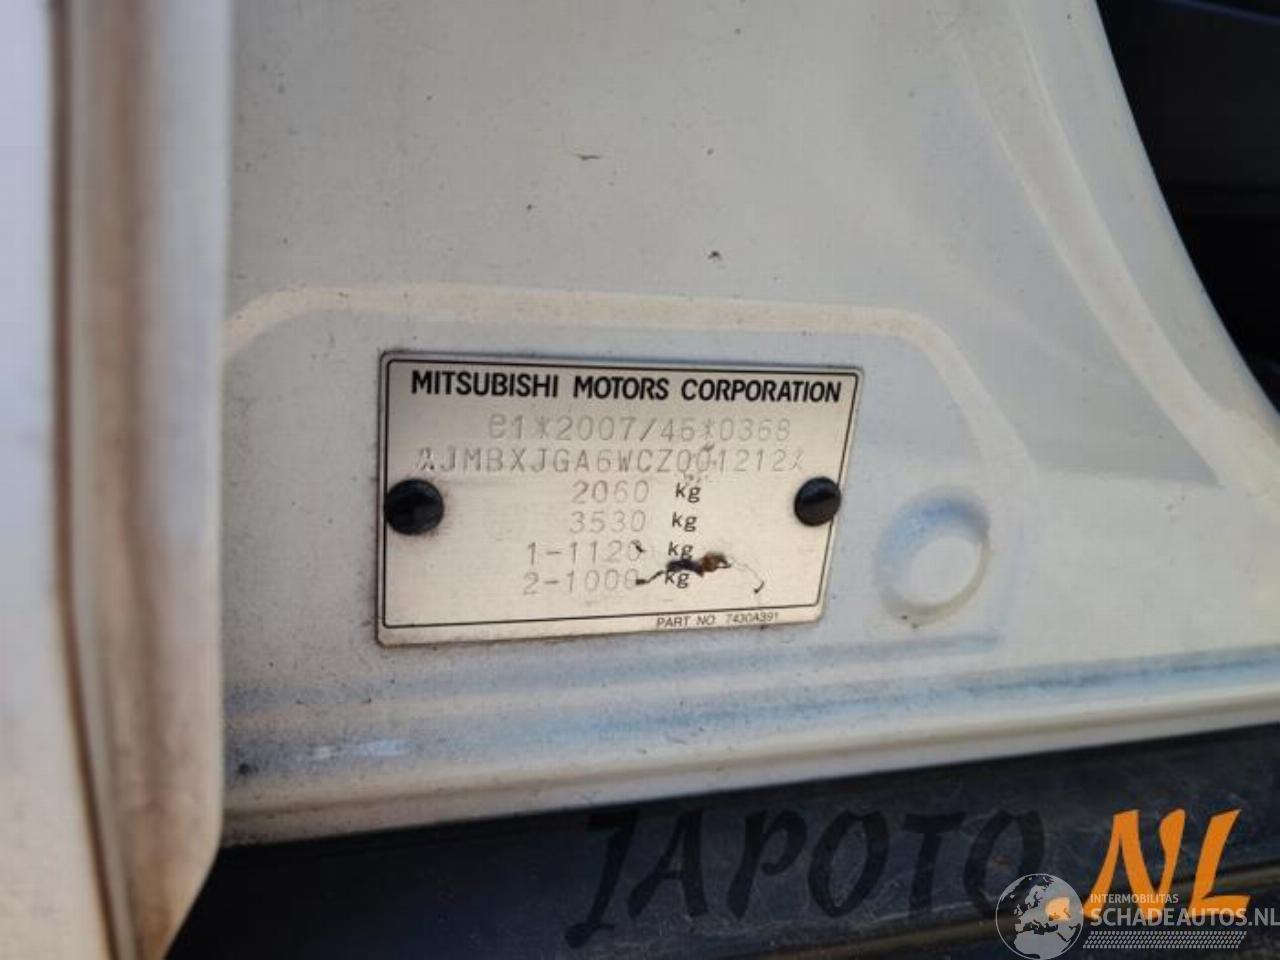 MITSUBISHI MOTORS CORPORATION
e1*2007/46*0368
*JMBXJGA6WCZ001212*
2060 kg
3530 kg
1-1120 kg
2-1000 kg
PART NO 7430A391
JAPOTO.NL
INTERMOBILITAS
SCHADEAUTOS.NL